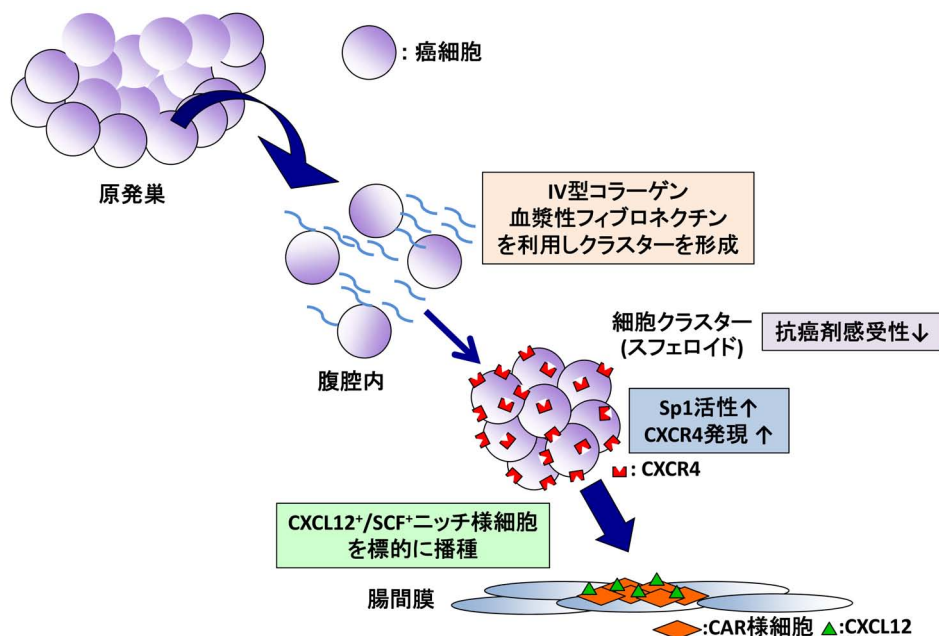 : 癌細胞
原発巣
IV型コラーゲン
血漿性フィブロネクチン
を利用しクラスターを形成
腹腔内
細胞クラスター
(スフェロイド)
抗癌剤感受性↓
Sp1活性↑
CXCR4発現 ↑
: CXCR4
CXCL12⁺/SCF⁺ニッチ様細胞
を標的に播種
腸間膜
:CAR様細胞
:CXCL12